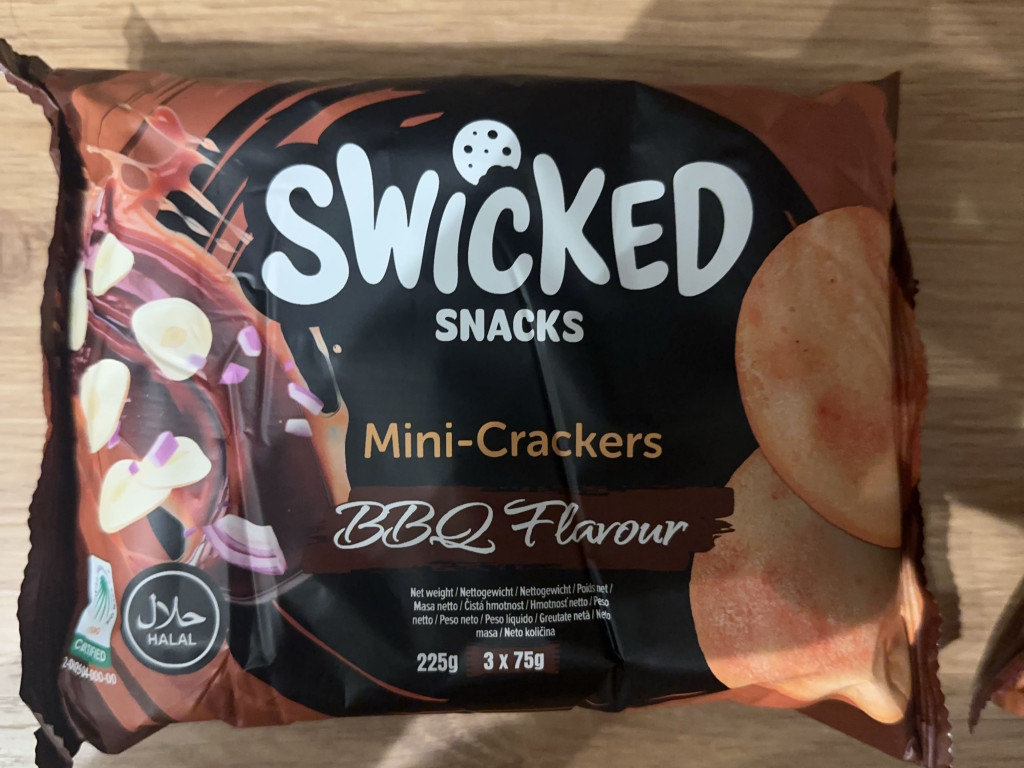 SWiCKED
SNACKS
Mini-Crackers
BBQ Flavour
Net weight / Nettogewicht / Nettogewicht / Poids net /
Masa netto / Čistá hmotnost / Hmotnosť netto / Peso
netto / Peso neto / Peso líquido / Greutate netă / Neto
masa / Neto količina
225g 3 x 75g
حلال
HALAL
CERTIFIED